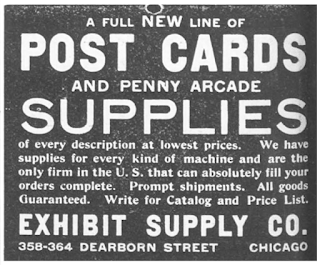 A FULL NEW LINE OF
POST CARDS
AND PENNY ARCADE
SUPPLIES
of every description at lowest prices. We have
supplies for every kind of machine and are the
only firm in the U. S. that can absolutely fill your
orders complete. Prompt shipments. All goods
Guaranteed. Write for Catalog and Price List.
EXHIBIT SUPPLY CO.
358-364 DEARBORN STREET CHICAGO